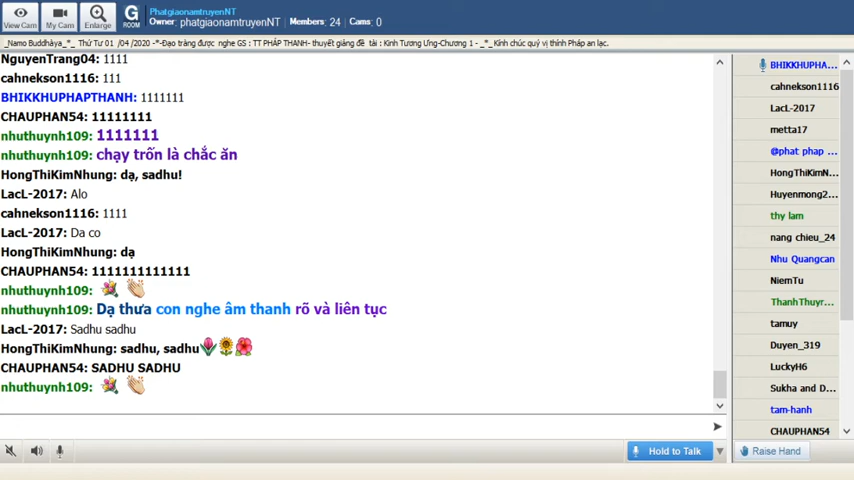 View Cam
My Cam
Enlarge
G
ROOM
PhatgiaonamtruyenNT
Owner: phatgiaonamtruyenNT Members: 24 Cams: 0
_Namo Buddhàya_*_ Thứ Tư 01 /04 /2020 -*-Đạo tràng được nghe GS : TT PHÁP THANH- thuyết giảng đề tài : Kinh Tương Ưng-Chương 1 - _*_ Kính chúc quý vị thính Pháp an lạc.
NguyenTrang04: 1111
cahnekson1116: 111
BHIKKHUPHAPTHANH: 1111111
CHAUPHAN54: 11111111
nhuthuynh109: 1111111
nhuthuynh109: chạy trốn là chắc ăn
HongThiKimNhung: dạ, sadhu!
LacL-2017: Alo
cahnekson1116: 1111
LacL-2017: Da co
HongThiKimNhung: dạ
CHAUPHAN54: 1111111111111
nhuthuynh109:
nhuthuynh109: Dạ thưa con nghe âm thanh rõ và liên tục
LacL-2017: Sadhu sadhu
HongThiKimNhung: sadhu, sadhu
CHAUPHAN54: SADHU SADHU
nhuthuynh109:
BHIKKHUPHA...
cahnekson1116
LacL-2017
metta17
@phat phap ...
HongThiKimN...
Huyenmong2...
thy lam
nang chieu_24
Nhu Quangcan
NiemTu
ThanhThuyr...
tamuy
Duyen_319
LuckyH6
Sukha and D...
tam-hanh
CHAUPHAN54
Hold to Talk
Raise Hand